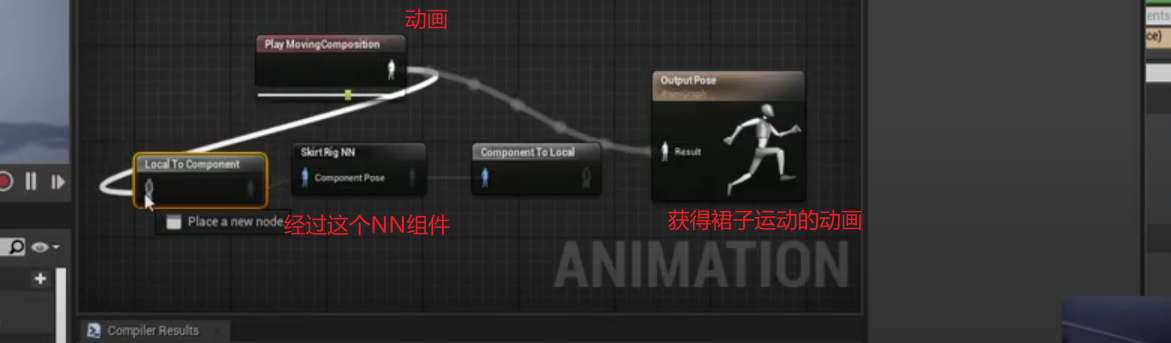 动画
ents
ce)
Play MovingComposition
Output Pose
AnimGraph
Local To Component
Skirt Rig NN
Component Pose
Component To Local
Result
Place a new node
经过这个NN组件
获得裙子运动的动画
ANIMATION
Compiler Results